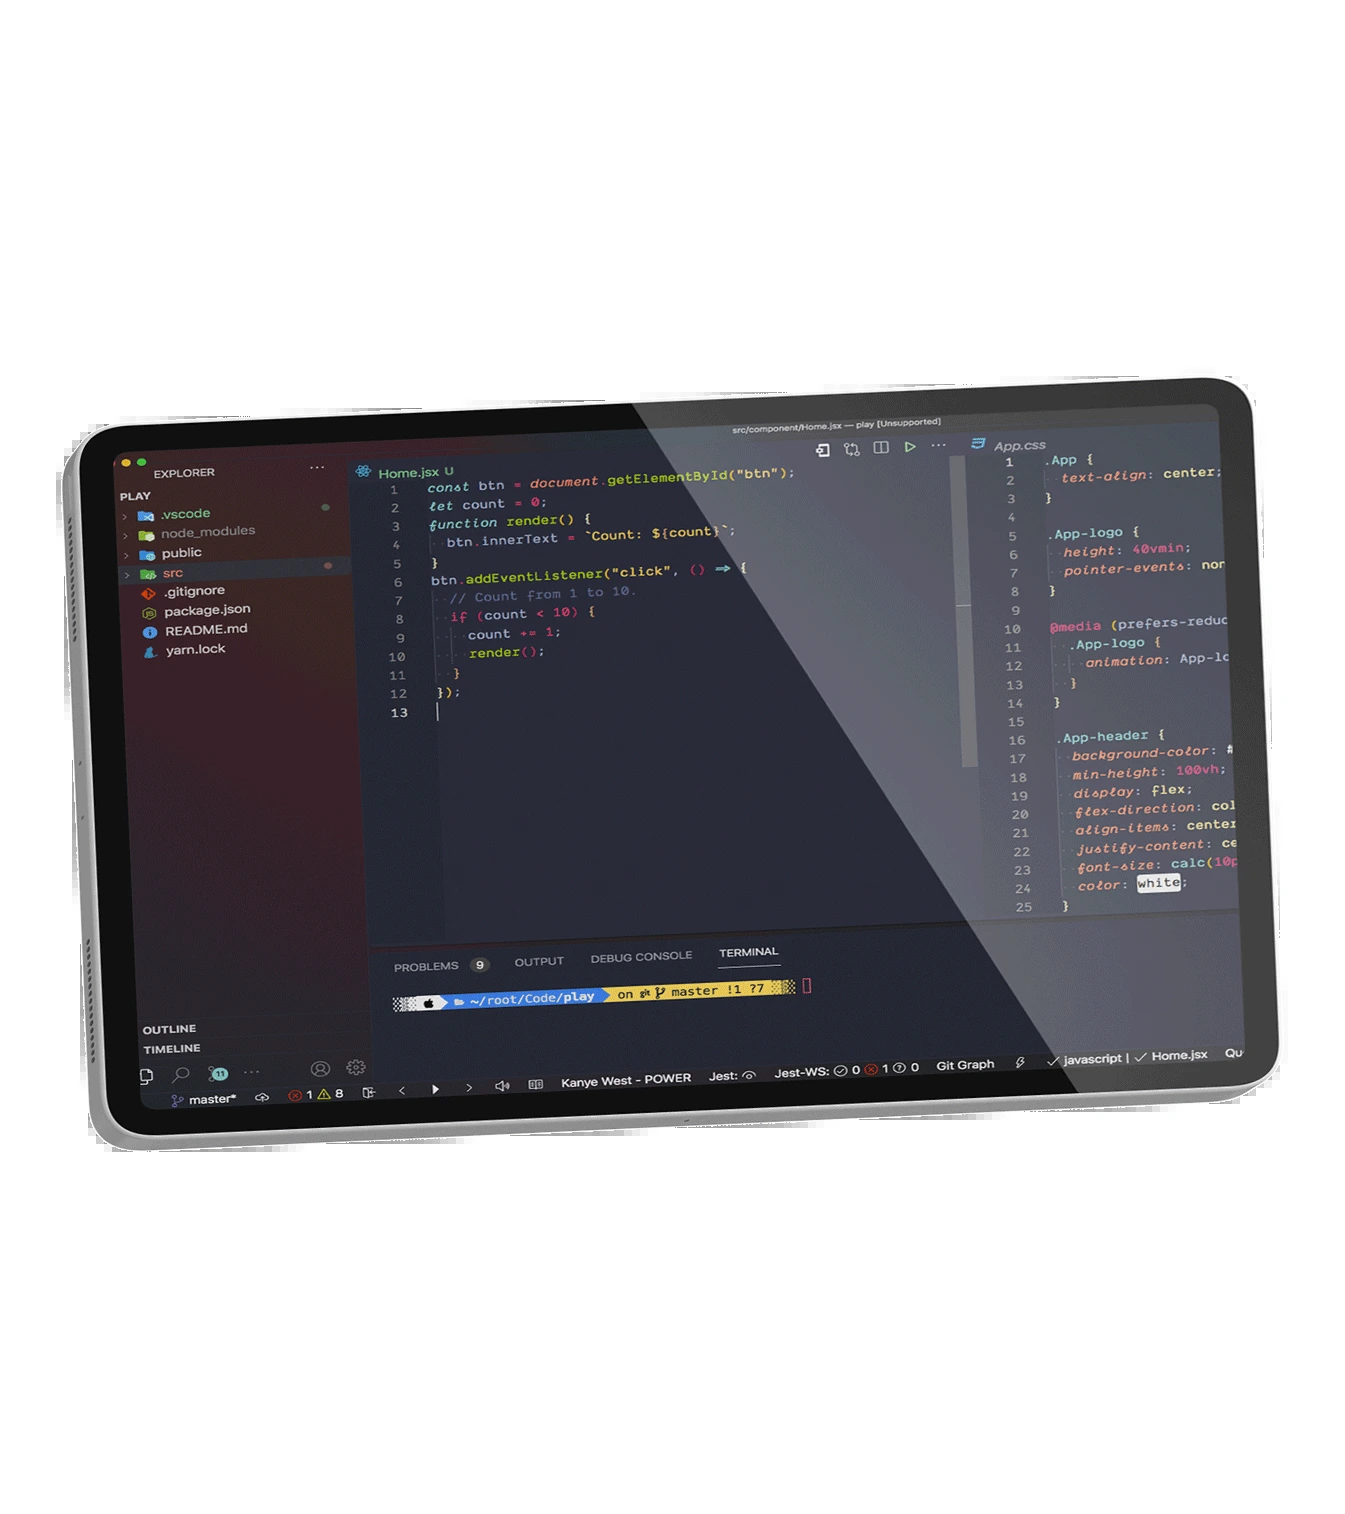 src/component/Home.jsx — play [Unsupported]
EXPLORER
PLAY
.vscode
node_modules
public
src
.gitignore
package.json
README.md
yarn.lock
OUTLINE
TIMELINE
11
Home.jsx U
1 const btn = document.getElementById("btn");
2 let count = 0;
3 function render() {
4 btn.innerText = `Count: ${count}`;
5 }
6 btn.addEventListener("click", () => {
7 // Count from 1 to 10.
8 if (count < 10) {
9 count += 1;
10 render();
11 }
12 });
13
App.css
1 .App {
2 text-align: center;
3 }
4
5 .App-logo {
6 height: 40vmin;
7 pointer-events: non
8 }
9
10 @media (prefers-reduc
11 .App-logo {
12 animation: App-lo
13 }
14 }
15
16 .App-header {
17 background-color: #
18 min-height: 100vh;
19 display: flex;
20 flex-direction: col
21 align-items: center
22 justify-content: ce
23 font-size: calc(10p
24 color: white;
25 }
PROBLEMS 9 OUTPUT DEBUG CONSOLE TERMINAL
~/root/Code/play on git master !1 ?7
master* 1 8 Kanye West - POWER Jest: Jest-WS: 0 1 0 Git Graph javascript | Home.jsx Qu